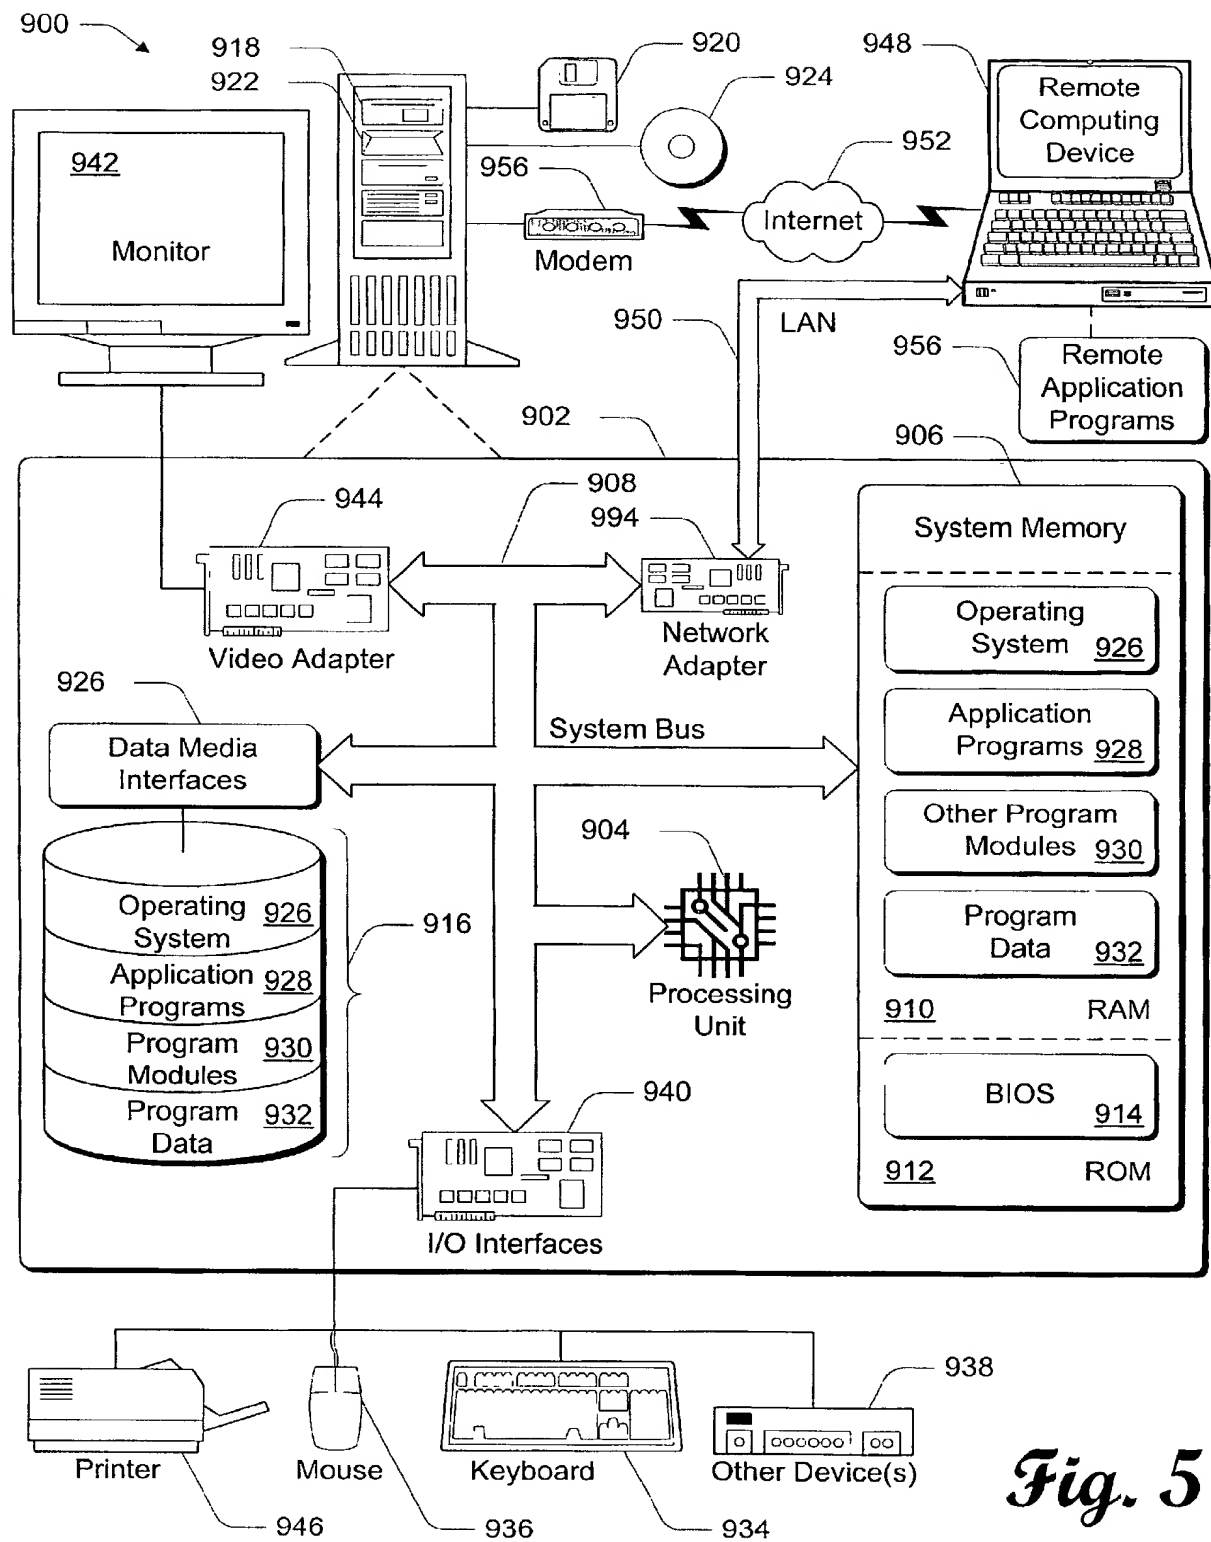 900
918
922
920
924
948
942
Monitor
956
Modem
952
Internet
Remote
Computing
Device
950
LAN
956
Remote
Application
Programs
902
906
944
908
994
Video Adapter
Network
Adapter
System Memory
Operating
System 926
Application
Programs 928
Other Program
Modules 930
Program
Data 932
910 RAM
BIOS
914
912 ROM
926
Data Media
Interfaces
System Bus
904
Processing
Unit
Operating
System 926
Application
Programs 928
Program
Modules 930
Program
Data 932
916
940
I/O Interfaces
Printer
946
Mouse
936
Keyboard
934
938
Other Device(s)
Fig. 5